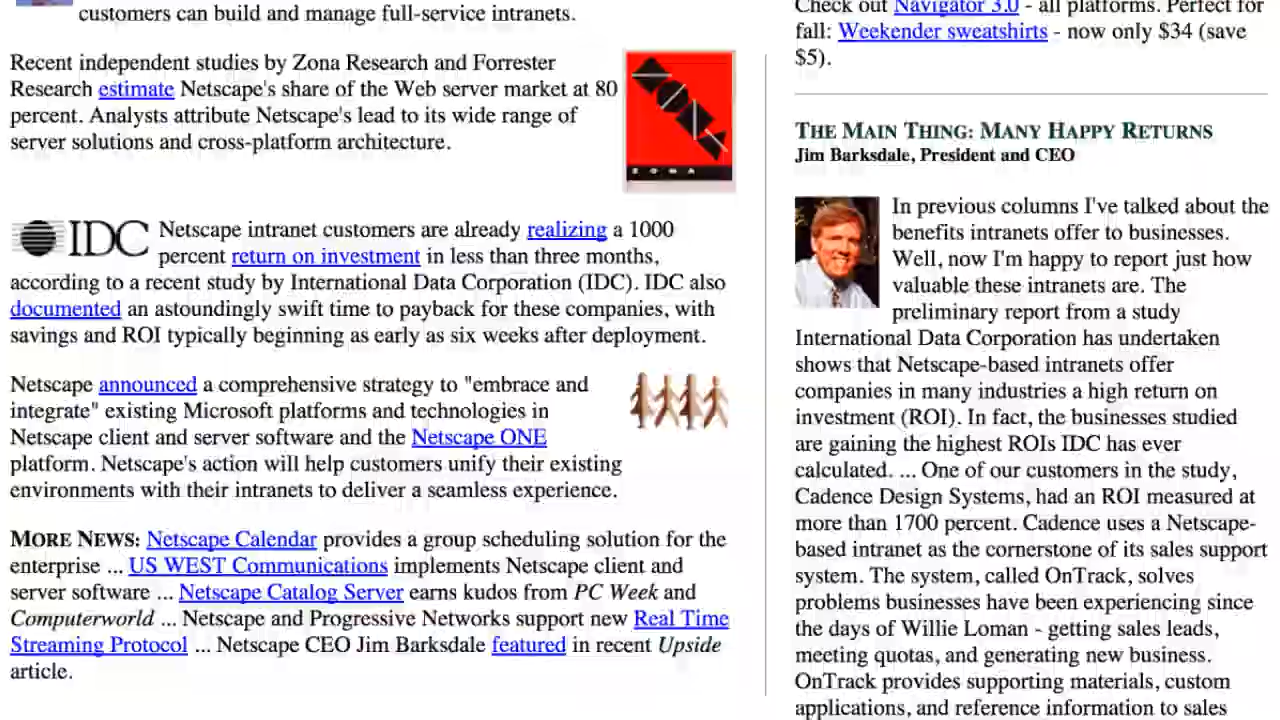 customers can build and manage full-service intranets.
Recent independent studies by Zona Research and Forrester
Research estimate Netscape's share of the Web server market at 80
percent. Analysts attribute Netscape's lead to its wide range of
server solutions and cross-platform architecture.
ZONA
IDC
Netscape intranet customers are already realizing a 1000
percent return on investment in less than three months,
according to a recent study by International Data Corporation (IDC). IDC also
documented an astoundingly swift time to payback for these companies, with
savings and ROI typically beginning as early as six weeks after deployment.
Netscape announced a comprehensive strategy to "embrace and
integrate" existing Microsoft platforms and technologies in
Netscape client and server software and the Netscape ONE
platform. Netscape's action will help customers unify their existing
environments with their intranets to deliver a seamless experience.
MORE NEWS: Netscape Calendar provides a group scheduling solution for the
enterprise ... US WEST Communications implements Netscape client and
server software ... Netscape Catalog Server earns kudos from PC Week and
Computerworld ... Netscape and Progressive Networks support new Real Time
Streaming Protocol ... Netscape CEO Jim Barksdale featured in recent Upside
article.
Check out Navigator 3.0 - all platforms. Perfect for
fall: Weekender sweatshirts - now only $34 (save
$5).
THE MAIN THING: MANY HAPPY RETURNS
Jim Barksdale, President and CEO
In previous columns I've talked about the
benefits intranets offer to businesses.
Well, now I'm happy to report just how
valuable these intranets are. The
preliminary report from a study
International Data Corporation has undertaken
shows that Netscape-based intranets offer
companies in many industries a high return on
investment (ROI). In fact, the businesses studied
are gaining the highest ROIs IDC has ever
calculated. ... One of our customers in the study,
Cadence Design Systems, had an ROI measured at
more than 1700 percent. Cadence uses a Netscape-
based intranet as the cornerstone of its sales support
system. The system, called OnTrack, solves
problems businesses have been experiencing since
the days of Willie Loman - getting sales leads,
meeting quotas, and generating new business.
OnTrack provides supporting materials, custom
applications, and reference information to sales